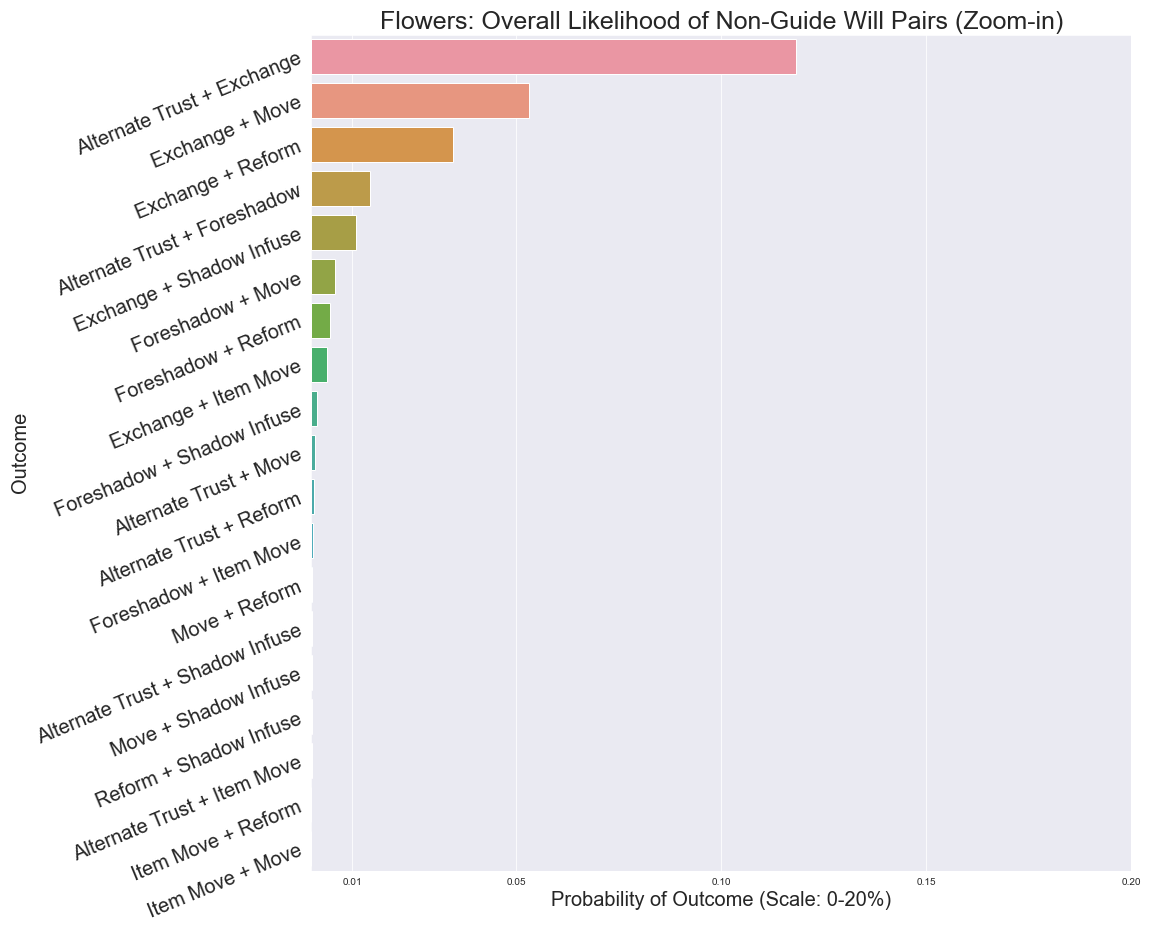 Flowers: Overall Likelihood of Non-Guide Will Pairs (Zoom-in)
Outcome
Alternate Trust + Exchange
Exchange + Move
Exchange + Reform
Alternate Trust + Foreshadow
Exchange + Shadow Infuse
Foreshadow + Move
Foreshadow + Reform
Exchange + Item Move
Foreshadow + Shadow Infuse
Alternate Trust + Move
Alternate Trust + Reform
Foreshadow + Item Move
Move + Reform
Alternate Trust + Shadow Infuse
Move + Shadow Infuse
Reform + Shadow Infuse
Alternate Trust + Item Move
Item Move + Reform
Item Move + Move
0.01 0.05 0.10 0.15 0.20
Probability of Outcome (Scale: 0-20%)